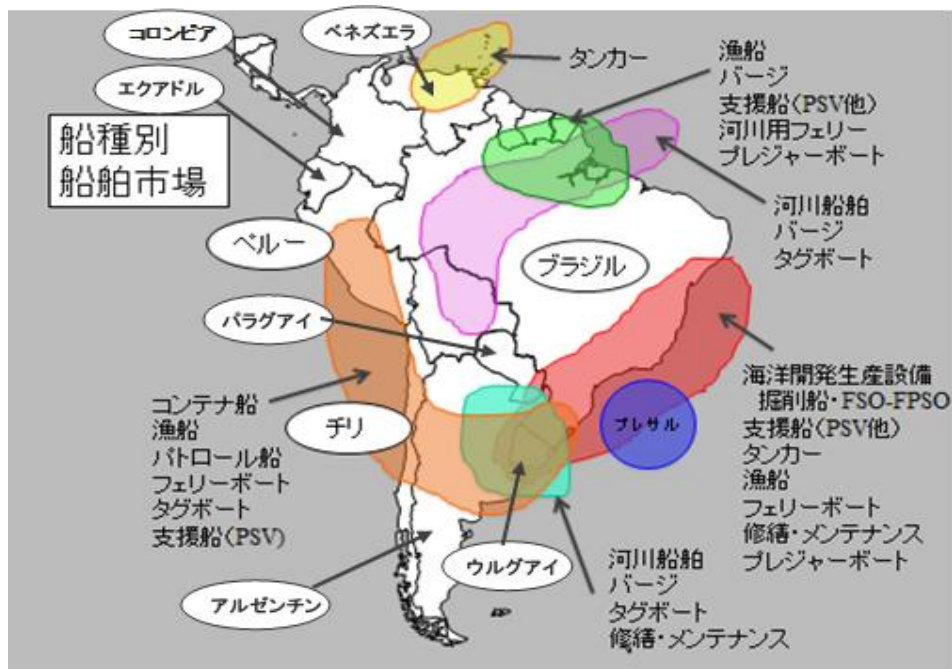 コロンビア
ベネズエラ
エクアドル
タンカー
船種別
船舶市場
漁船
バージ
支援船(PSV他)
河川用フェリー
プレジャーボート
河川船舶
バージ
タグボート
ペルー
ブラジル
パラグアイ
海洋開発生産設備
掘削船・FSO-FPSO
支援船(PSV他)
タンカー
漁船
フェリーボート
修繕・メンテナンス
プレジャーボート
プレサル
コンテナ船
漁船
パトロール船
フェリーボート
タグボート
支援船(PSV)
チリ
ウルグアイ
アルゼンチン
河川船舶
バージ
タグボート
修繕・メンテナンス